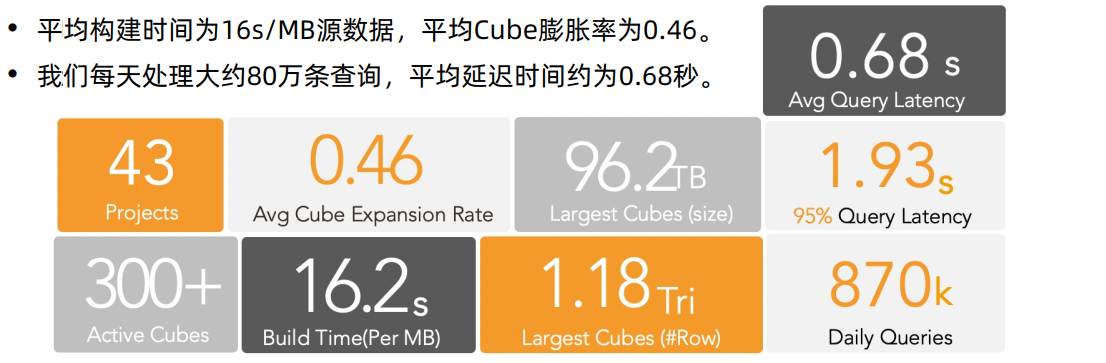 • 平均构建时间为16s/MB源数据，平均Cube膨胀率为0.46。
• 我们每天处理大约80万条查询，平均延迟时间约为0.68秒。
0.68 s
Avg Query Latency
43
Projects
0.46
Avg Cube Expansion Rate
96.2TB
Largest Cubes (size)
1.93s
95% Query Latency
300+
Active Cubes
16.2s
Build Time(Per MB)
1.18 Tri
Largest Cubes (#Row)
870k
Daily Queries